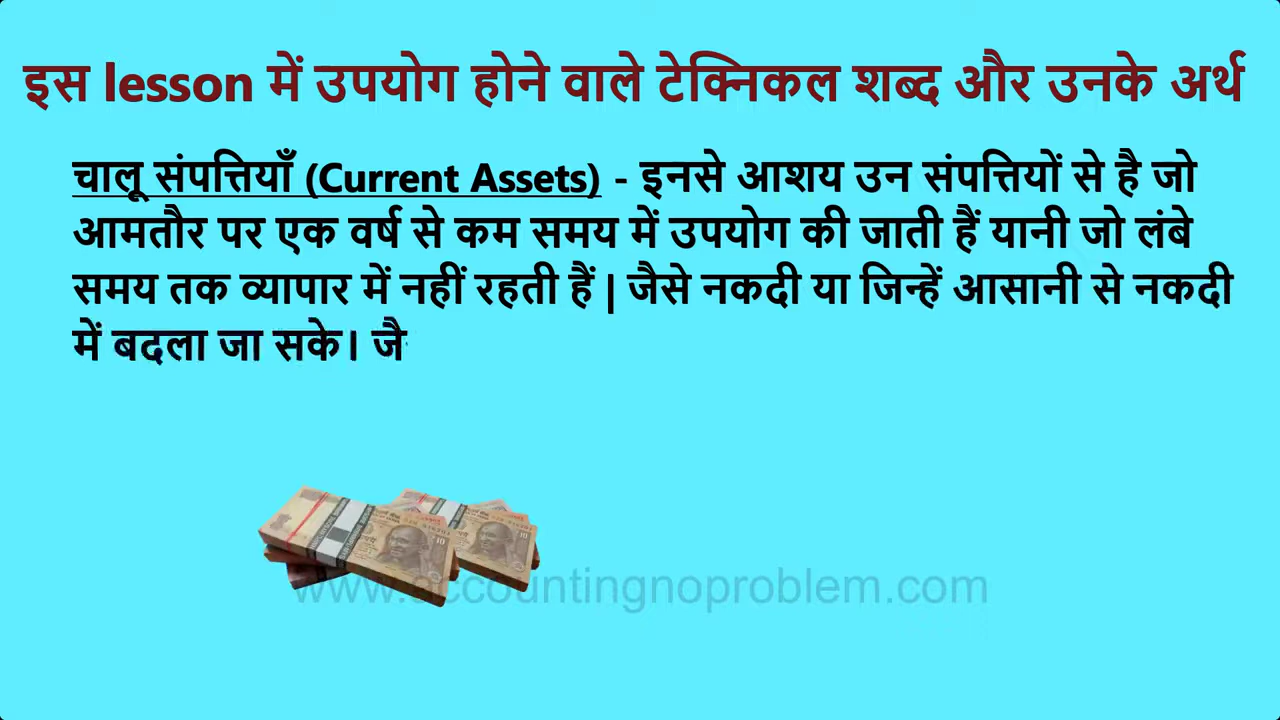 इस lesson में उपयोग होने वाले टेक्निकल शब्द और उनके अर्थ
चालू संपत्तियाँ (Current Assets) - इनसे आशय उन संपत्तियों से है जो
आमतौर पर एक वर्ष से कम समय में उपयोग की जाती हैं यानी जो लंबे
समय तक व्यापार में नहीं रहती हैं | जैसे नकदी या जिन्हें आसानी से नकदी
में बदला जा सके। जै
www.accountingnoproblem.com